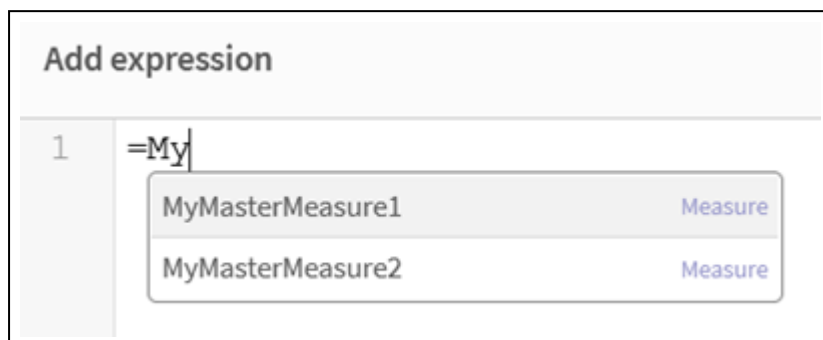 Add expression
1 =My
MyMasterMeasure1 Measure
MyMasterMeasure2 Measure